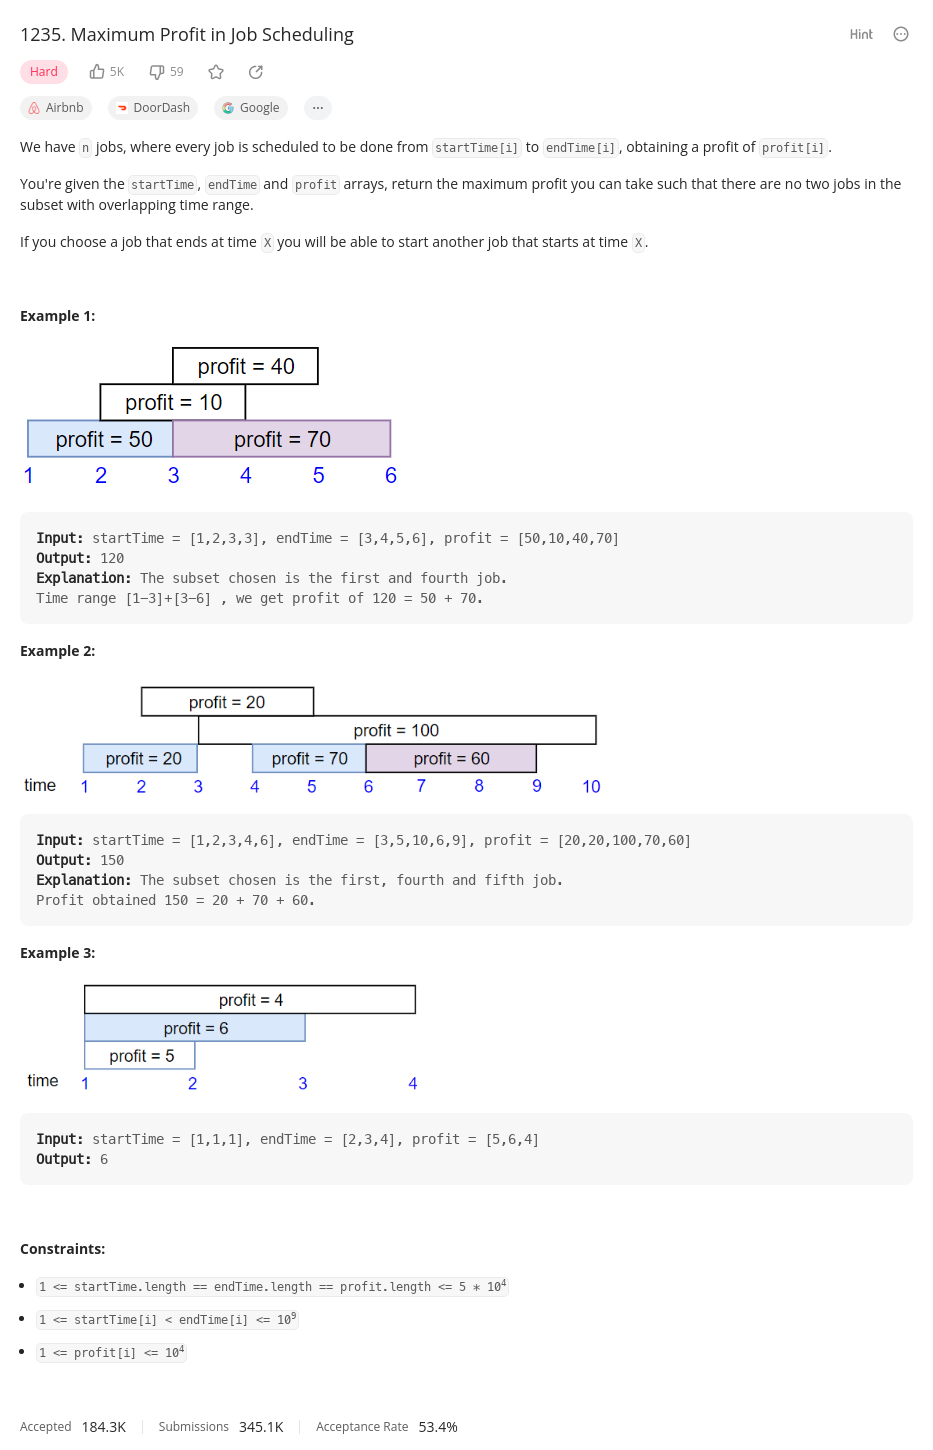 1235. Maximum Profit in Job Scheduling
Hint
Hard 5K 59
Airbnb DoorDash Google ...
We have n jobs, where every job is scheduled to be done from startTime[i] to endTime[i], obtaining a profit of profit[i].
You're given the startTime, endTime and profit arrays, return the maximum profit you can take such that there are no two jobs in the
subset with overlapping time range.
If you choose a job that ends at time X you will be able to start another job that starts at time X.
Example 1:
profit = 40
profit = 10
profit = 50 profit = 70
1 2 3 4 5 6
Input: startTime = [1,2,3,3], endTime = [3,4,5,6], profit = [50,10,40,70]
Output: 120
Explanation: The subset chosen is the first and fourth job.
Time range [1-3]+[3-6] , we get profit of 120 = 50 + 70.
Example 2:
profit = 20
profit = 100
profit = 20 profit = 70 profit = 60
time 1 2 3 4 5 6 7 8 9 10
Input: startTime = [1,2,3,4,6], endTime = [3,5,10,6,9], profit = [20,20,100,70,60]
Output: 150
Explanation: The subset chosen is the first, fourth and fifth job.
Profit obtained 150 = 20 + 70 + 60.
Example 3:
profit = 4
profit = 6
profit = 5
time 1 2 3 4
Input: startTime = [1,1,1], endTime = [2,3,4], profit = [5,6,4]
Output: 6
Constraints:
• 1 <= startTime.length == endTime.length == profit.length <= 5 * 10⁴
• 1 <= startTime[i] < endTime[i] <= 10⁹
• 1 <= profit[i] <= 10⁴
Accepted 184.3K Submissions 345.1K Acceptance Rate 53.4%